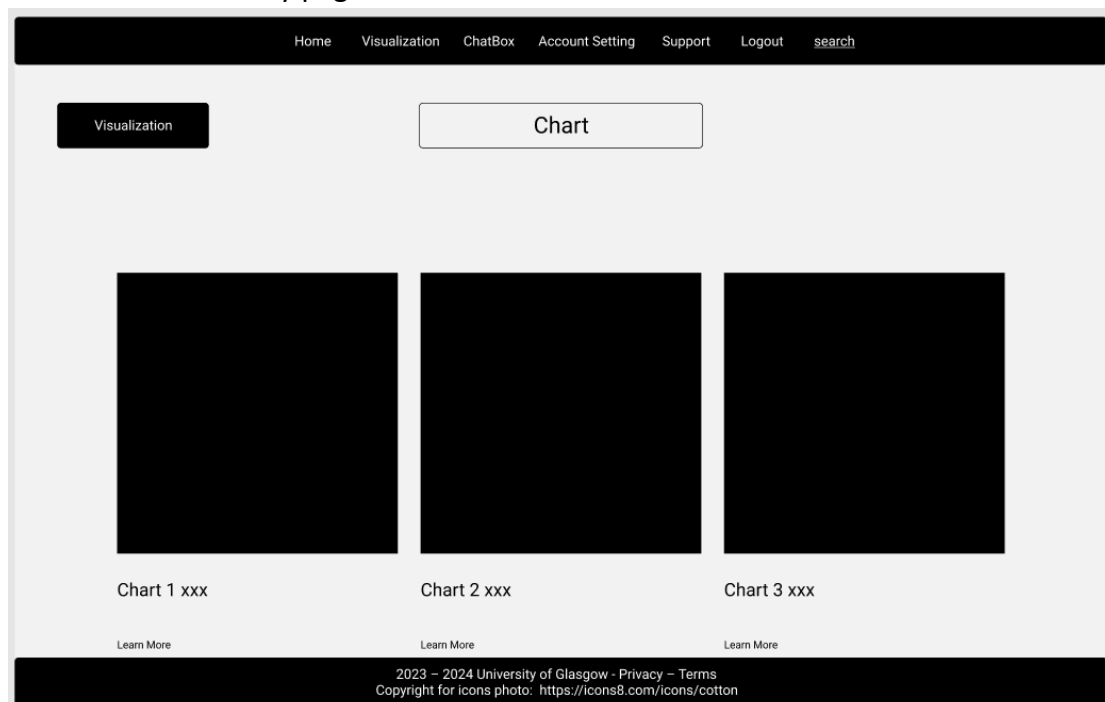 Home Visualization ChatBox Account Setting Support Logout search
Visualization
Chart
Chart 1 xxx
Chart 2 xxx
Chart 3 xxx
Learn More
Learn More
Learn More
2023 – 2024 University of Glasgow - Privacy – Terms
Copyright for icons photo: https://icons8.com/icons/cotton